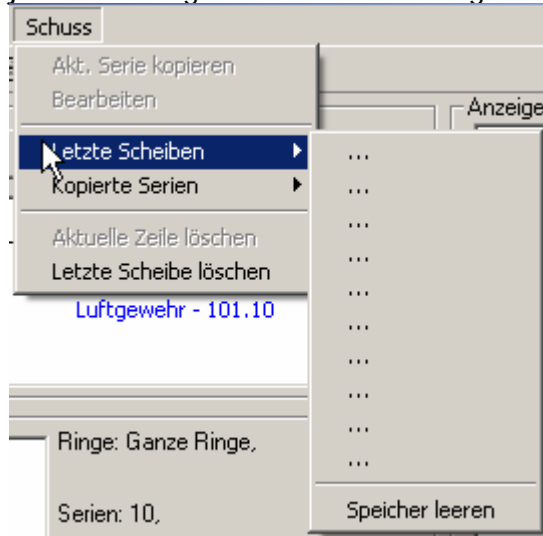 Schuss
Akt. Serie kopieren
Bearbeiten
Anzeige
Letzte Scheiben
Kopierte Serien
Aktuelle Zeile löschen
Letzte Scheibe löschen
...
...
...
...
...
...
...
...
...
...
Speicher leeren
Luftgewehr - 101.10
Ringe: Ganze Ringe,
Serien: 10,